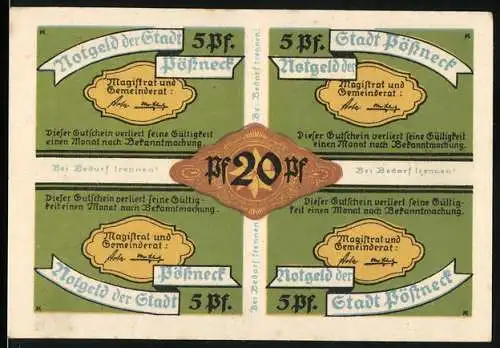 Notgeld der Stadt
Pößneck
5 Pf.
Magistrat und
Gemeinderat:
Dieser Gutschein verliert seine Gültigkeit
einen Monat nach Bekanntmachung.
5 Pf.
Stadt Pößneck
Notgeld der
Magistrat und
Gemeinderat:
Dieser Gutschein verliert seine Gültigkeit
einen Monat nach Bekanntmachung.
Bei Bedarf trennen!
Bei Bedarf trennen!
Pf 20 Pf
Bei Bedarf trennen!
Bei Bedarf trennen!
Dieser Gutschein verliert seine Gültig-
keit einen Monat nach Bekanntmachung.
Magistrat und
Gemeinderat:
Pößneck
Notgeld der Stadt
5 Pf.
Dieser Gutschein verliert seine Gültig-
keit einen Monat nach Bekanntmachung.
Magistrat und
Gemeinderat:
Notgeld der
Stadt Pößneck
5 Pf.